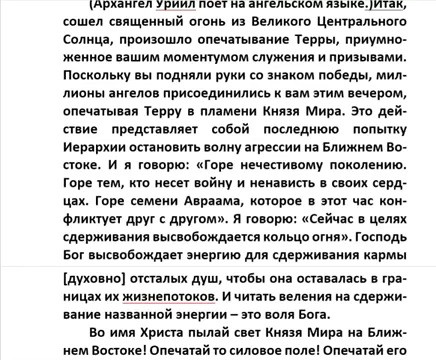 (Архангел Уриил поет на ангельском языке.)Итак,
сошел священный огонь из Великого Центрального
Солнца, произошло опечатывание Терры, приумно-
женное вашим моментумом служения и призывами.
Поскольку вы подняли руки со знаком победы, мил-
лионы ангелов присоединились к вам этим вечером,
опечатывая Терру в пламени Князя Мира. Это дей-
ствие представляет собой последнюю попытку
Иерархии остановить волну агрессии на Ближнем Во-
стоке. И я говорю: «Горе нечестивому поколению.
Горе тем, кто несет войну и ненависть в своих серд-
цах. Горе семени Авраама, которое в этот час кон-
фликтует друг с другом». Я говорю: «Сейчас в целях
сдерживания высвобождается кольцо огня». Господь
Бог высвобождает энергию для сдерживания кармы
[духовно] отсталых душ, чтобы она оставалась в гра-
ницах их жизнепотоков. И читать веления на сдержи-
вание названной энергии – это воля Бога.
Во имя Христа пылай свет Князя Мира на Ближ-
нем Востоке! Опечатай то силовое поле! Опечатай его